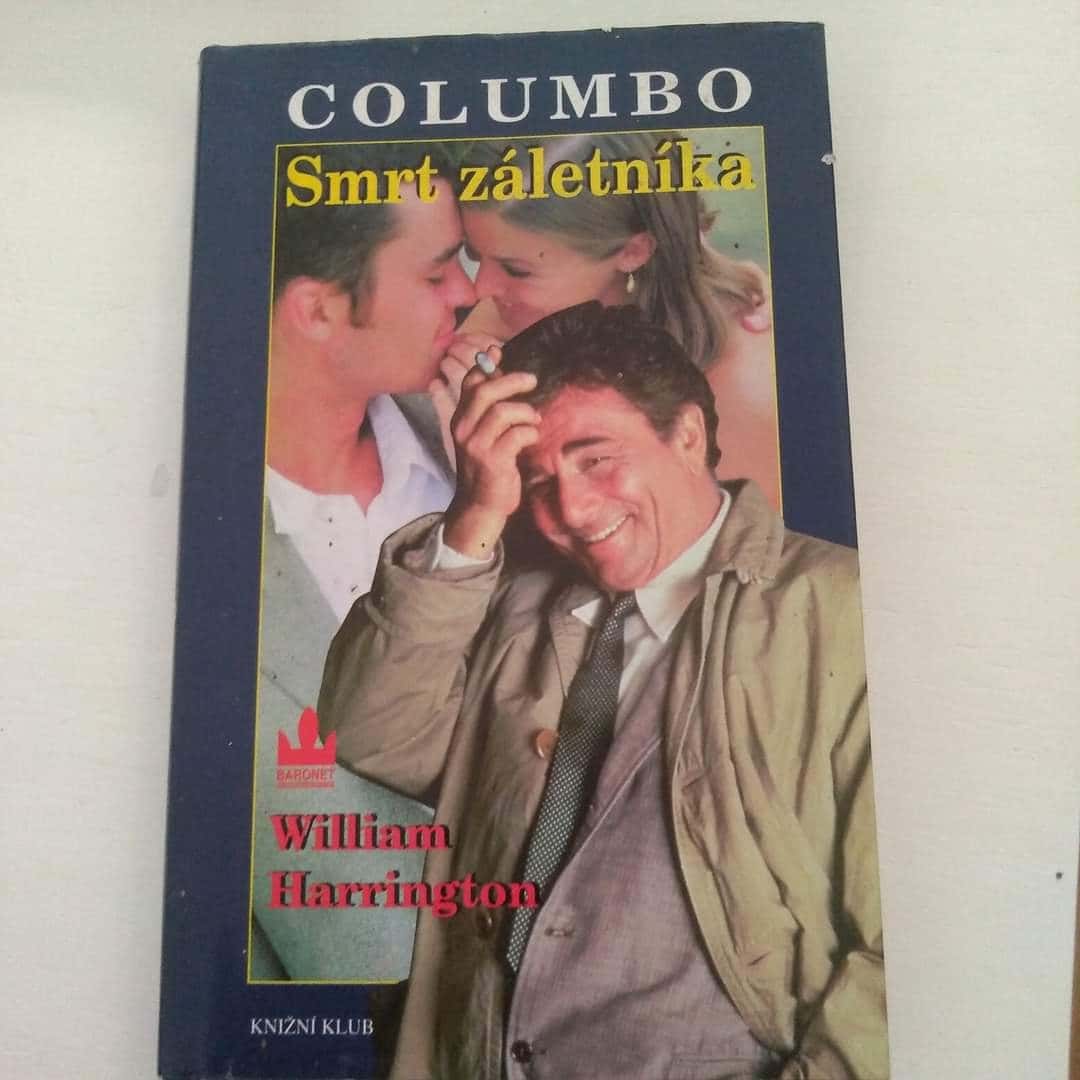 COLUMBO
Smrt záletníka
BARONET
William
Harrington
KNIŽNÍ KLUB